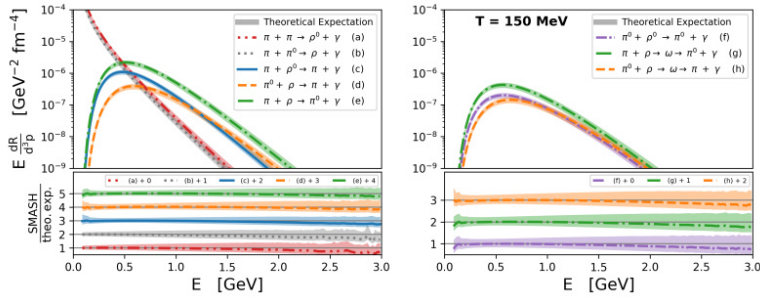 Theoretical Expectation
π + π → ρ⁰ + γ (a)
π + π⁰ → ρ + γ (b)
π + ρ⁰ → π + γ (c)
π⁰ + ρ → π + γ (d)
π + ρ → π⁰ + γ (e)
10⁻⁴
10⁻⁵
10⁻⁶
10⁻⁷
10⁻⁸
10⁻⁹
E dR/d³p [GeV⁻² fm⁻⁴]
(a) + 0 (b) + 1 (c) + 2 (d) + 3 (e) + 4
5
4
3
2
1
SMASH/theo. exp.
0.0 0.5 1.0 1.5 2.0 2.5 3.0
E [GeV]
T = 150 MeV
Theoretical Expectation
π⁰ + ρ⁰ → π⁰ + γ (f)
π + ρ → ω → π⁰ + γ (g)
π⁰ + ρ → ω → π + γ (h)
10⁻⁴
10⁻⁵
10⁻⁶
10⁻⁷
10⁻⁸
10⁻⁹
(f) + 0 (g) + 1 (h) + 2
3
2
1
0.0 0.5 1.0 1.5 2.0 2.5 3.0
E [GeV]